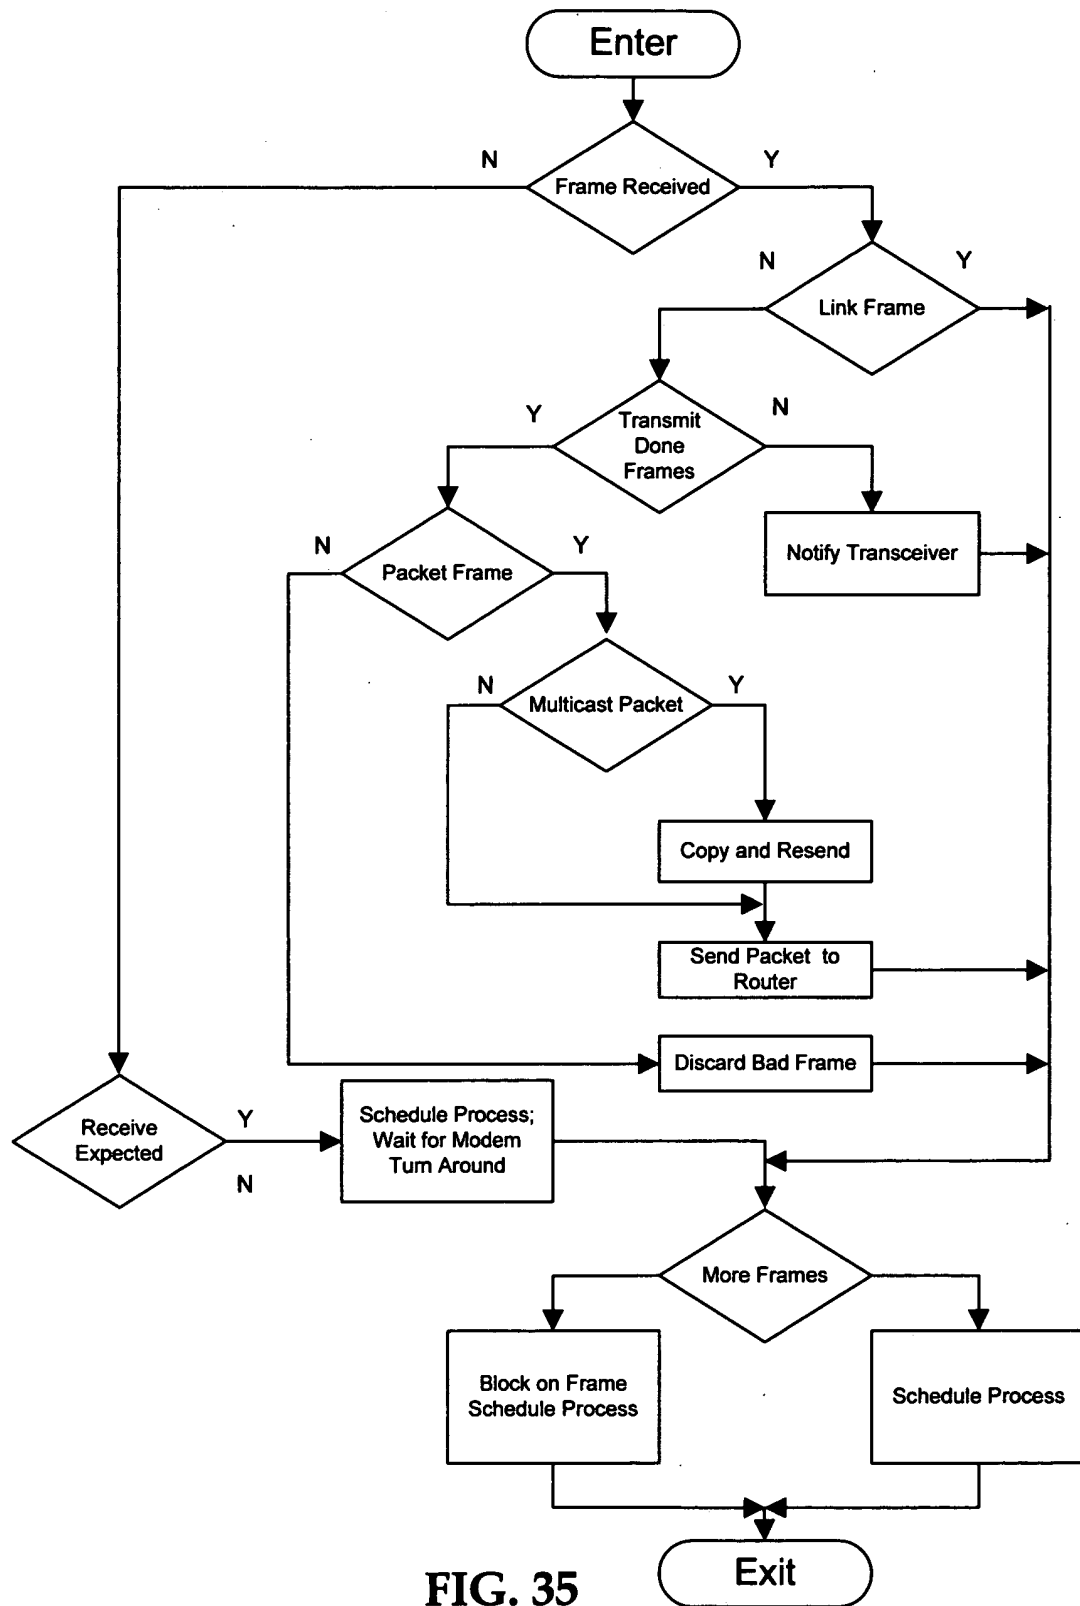 Enter
N
Y
Frame Received
N
Y
Link Frame
Y
Transmit
Done
Frames
N
N
Packet Frame
Y
Notify Transceiver
N
Multicast Packet
Y
Copy and Resend
Send Packet to
Router
Discard Bad Frame
Receive
Expected
Y
N
Schedule Process;
Wait for Modem
Turn Around
More Frames
Block on Frame
Schedule Process
Schedule Process
Exit
FIG. 35